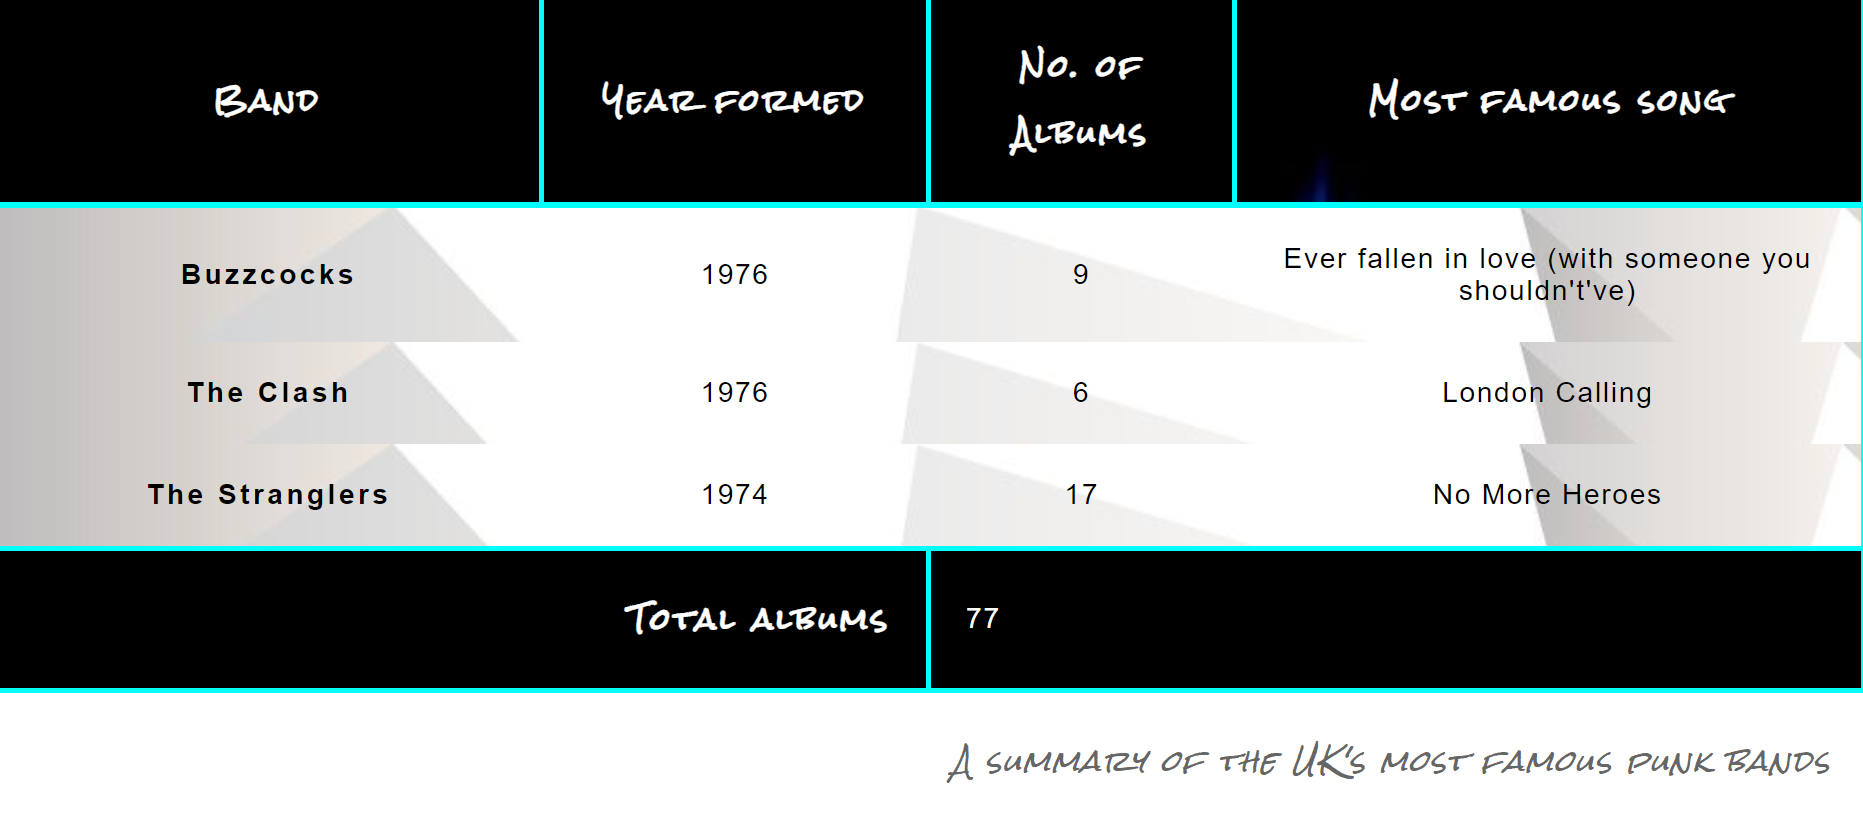 Band Year formed No. of Albums Most famous song
Buzzcocks 1976 9 Ever fallen in love (with someone you shouldn't've)
The Clash 1976 6 London Calling
The Stranglers 1974 17 No More Heroes
Total albums 77
A summary of the UK's most famous punk bands